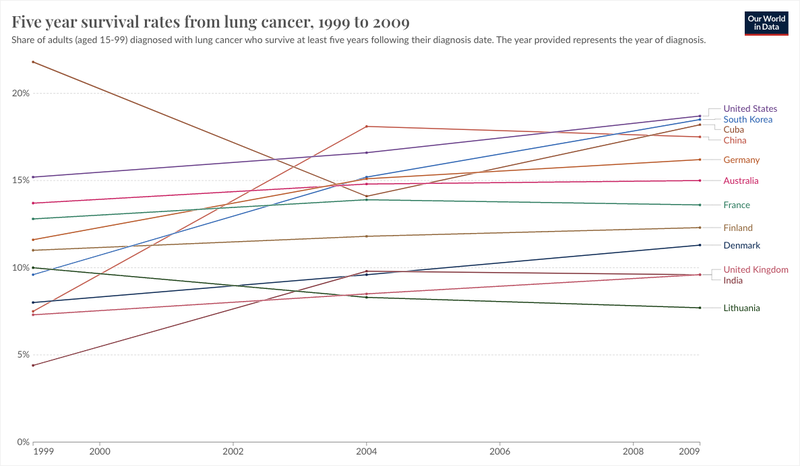 Five year survival rates from lung cancer, 1999 to 2009
Our World
in Data
Share of adults (aged 15-99) diagnosed with lung cancer who survive at least five years following their diagnosis date. The year provided represents the year of diagnosis.
20%
15%
10%
5%
0%
United States
South Korea
Cuba
China
Germany
Australia
France
Finland
Denmark
United Kingdom
India
Lithuania
1999 2000 2002 2004 2006 2008 2009